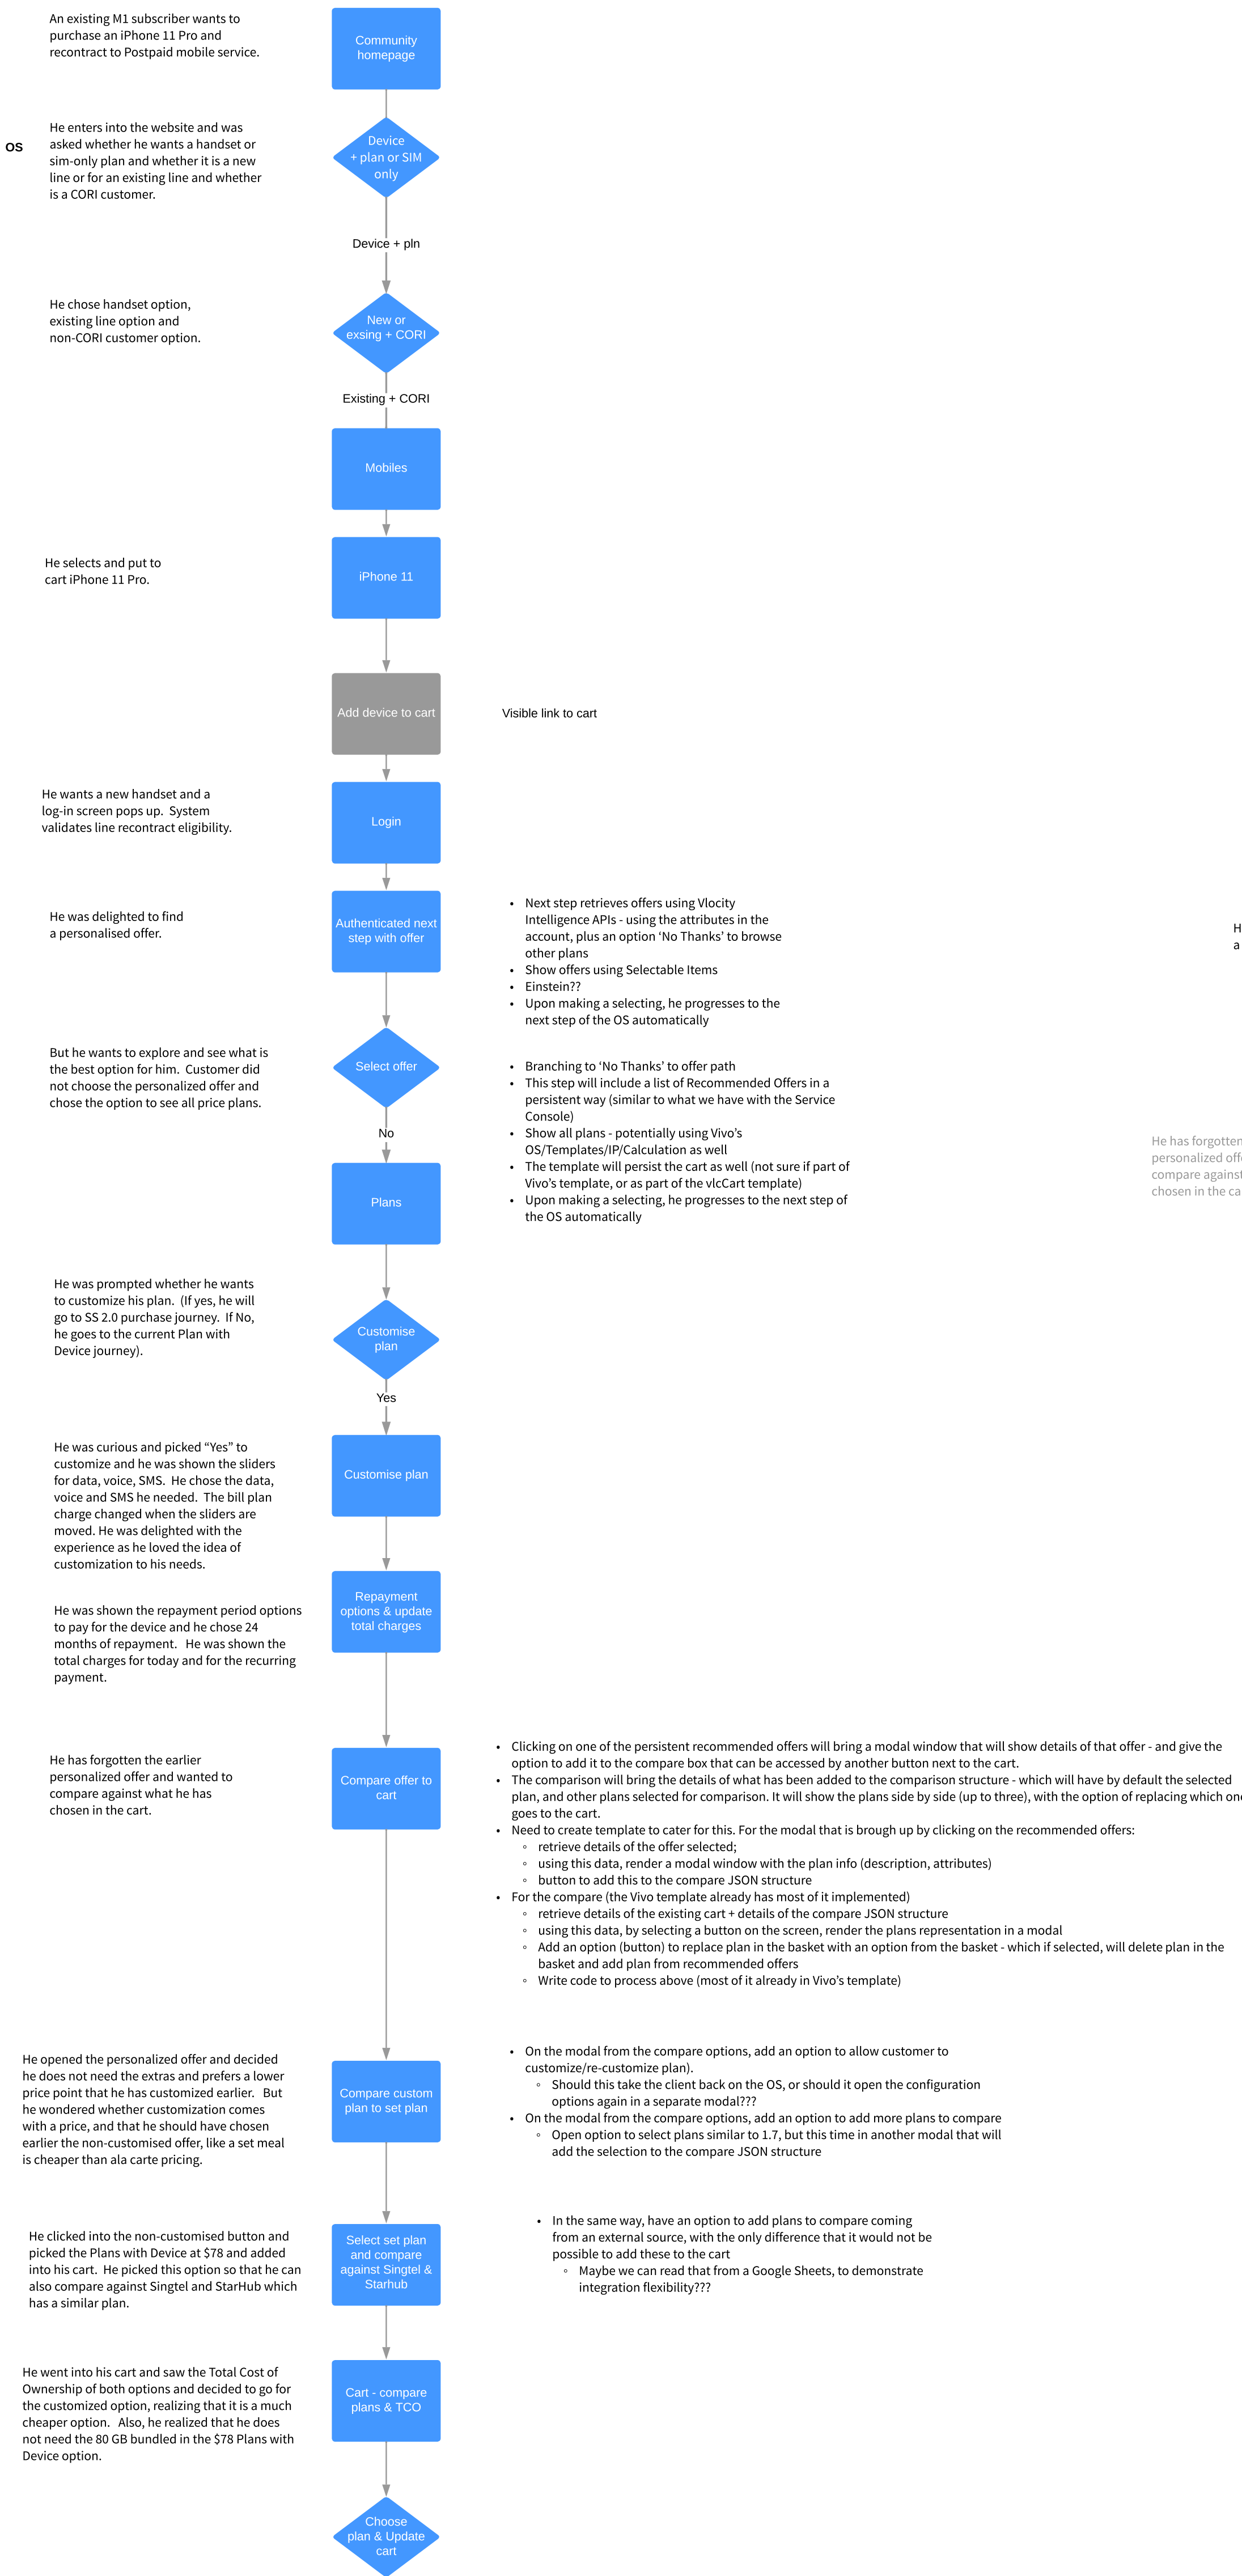 An existing M1 subscriber wants to
purchase an iPhone 11 Pro and
recontract to Postpaid mobile service.
Community
homepage
OS
He enters into the website and was
asked whether he wants a handset or
sim-only plan and whether it is a new
line or for an existing line and whether
is a CORI customer.
Device
+ plan or SIM
only
Device + pln
He chose handset option,
existing line option and
non-CORI customer option.
New or
exsing + CORI
Existing + CORI
Mobiles
He selects and put to
cart iPhone 11 Pro.
iPhone 11
Add device to cart
Visible link to cart
He wants a new handset and a
log-in screen pops up. System
validates line recontract eligibility.
Login
He was delighted to find
a personalised offer.
Authenticated next
step with offer
• Next step retrieves offers using Vlocity
Intelligence APIs - using the attributes in the
account, plus an option ‘No Thanks’ to browse
other plans
• Show offers using Selectable Items
• Einstein??
• Upon making a selecting, he progresses to the
next step of the OS automatically
H
a
But he wants to explore and see what is
the best option for him. Customer did
not choose the personalized offer and
chose the option to see all price plans.
Select offer
No
Plans
• Branching to ‘No Thanks’ to offer path
• This step will include a list of Recommended Offers in a
persistent way (similar to what we have with the Service
Console)
• Show all plans - potentially using Vivo’s
OS/Templates/IP/Calculation as well
• The template will persist the cart as well (not sure if part of
Vivo’s template, or as part of the vlcCart template)
• Upon making a selecting, he progresses to the next step of
the OS automatically
He has forgotten
personalized off
compare against
chosen in the ca
He was prompted whether he wants
to customize his plan. (If yes, he will
go to SS 2.0 purchase journey. If No,
he goes to the current Plan with
Device journey).
Customise
plan
Yes
He was curious and picked “Yes” to
customize and he was shown the sliders
for data, voice, SMS. He chose the data,
voice and SMS he needed. The bill plan
charge changed when the sliders are
moved. He was delighted with the
experience as he loved the idea of
customization to his needs.
Customise plan
He was shown the repayment period options
to pay for the device and he chose 24
months of repayment. He was shown the
total charges for today and for the recurring
payment.
Repayment
options & update
total charges
He has forgotten the earlier
personalized offer and wanted to
compare against what he has
chosen in the cart.
Compare offer to
cart
• Clicking on one of the persistent recommended offers will bring a modal window that will show details of that offer - and give the
option to add it to the compare box that can be accessed by another button next to the cart.
• The comparison will bring the details of what has been added to the comparison structure - which will have by default the selected
plan, and other plans selected for comparison. It will show the plans side by side (up to three), with the option of replacing which one
goes to the cart.
• Need to create template to cater for this. For the modal that is brough up by clicking on the recommended offers:
◦ retrieve details of the offer selected;
◦ using this data, render a modal window with the plan info (description, attributes)
◦ button to add this to the compare JSON structure
• For the compare (the Vivo template already has most of it implemented)
◦ retrieve details of the existing cart + details of the compare JSON structure
◦ using this data, by selecting a button on the screen, render the plans representation in a modal
◦ Add an option (button) to replace plan in the basket with an option from the basket - which if selected, will delete plan in the
basket and add plan from recommended offers
◦ Write code to process above (most of it already in Vivo’s template)
He opened the personalized offer and decided
he does not need the extras and prefers a lower
price point that he has customized earlier. But
he wondered whether customization comes
with a price, and that he should have chosen
earlier the non-customised offer, like a set meal
is cheaper than ala carte pricing.
Compare custom
plan to set plan
• On the modal from the compare options, add an option to allow customer to
customize/re-customize plan).
◦ Should this take the client back on the OS, or should it open the configuration
options again in a separate modal???
• On the modal from the compare options, add an option to add more plans to compare
◦ Open option to select plans similar to 1.7, but this time in another modal that will
add the selection to the compare JSON structure
He clicked into the non-customised button and
picked the Plans with Device at $78 and added
into his cart. He picked this option so that he can
also compare against Singtel and StarHub which
has a similar plan.
Select set plan
and compare
against Singtel &
Starhub
• In the same way, have an option to add plans to compare coming
from an external source, with the only difference that it would not be
possible to add these to the cart
◦ Maybe we can read that from a Google Sheets, to demonstrate
integration flexibility???
He went into his cart and saw the Total Cost of
Ownership of both options and decided to go for
the customized option, realizing that it is a much
cheaper option. Also, he realized that he does
not need the 80 GB bundled in the $78 Plans with
Device option.
Cart - compare
plans & TCO
Choose
plan & Update
cart